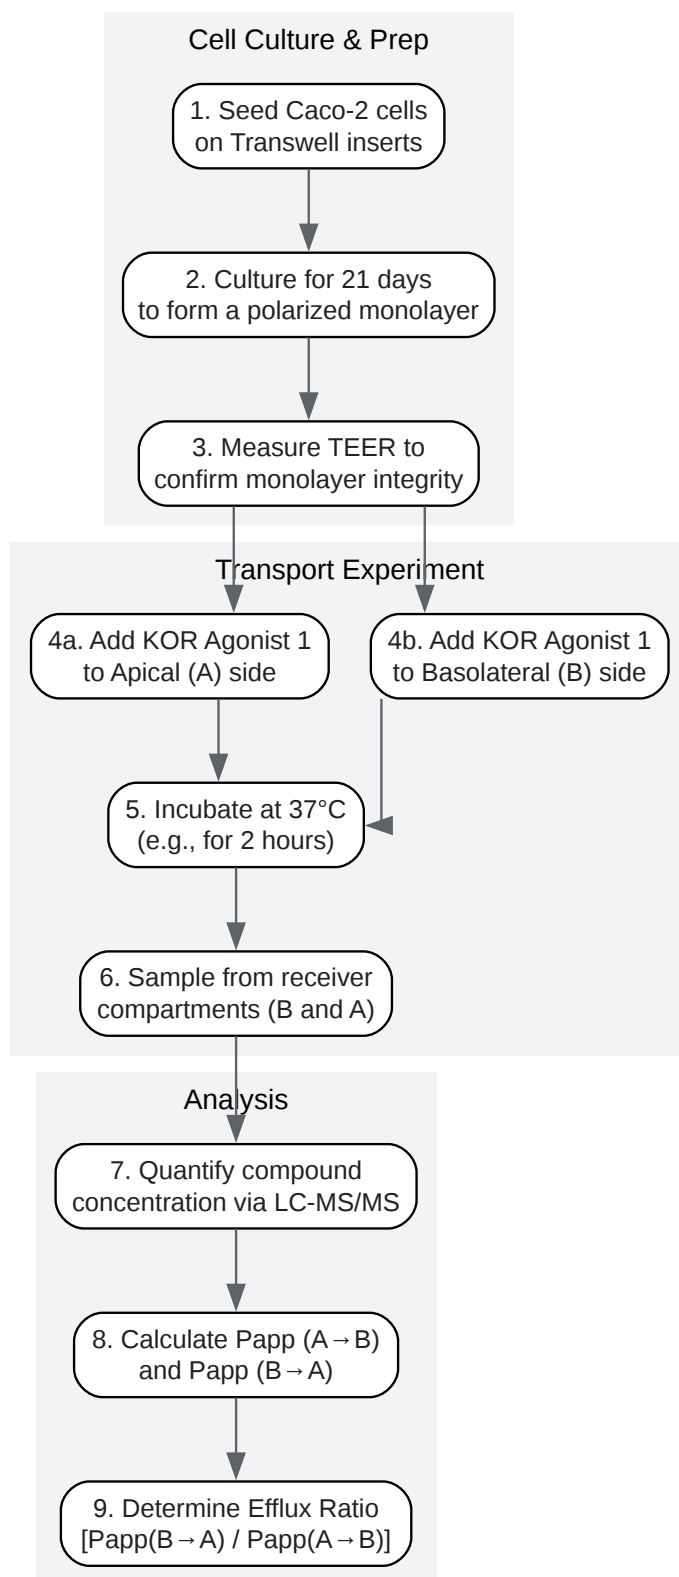 Cell Culture & Prep
1. Seed Caco-2 cells
on Transwell inserts
2. Culture for 21 days
to form a polarized monolayer
3. Measure TEER to
confirm monolayer integrity
Transport Experiment
4a. Add KOR Agonist 1
to Apical (A) side
4b. Add KOR Agonist 1
to Basolateral (B) side
5. Incubate at 37°C
(e.g., for 2 hours)
6. Sample from receiver
compartments (B and A)
Analysis
7. Quantify compound
concentration via LC-MS/MS
8. Calculate Papp (A→B)
and Papp (B→A)
9. Determine Efflux Ratio
[Papp(B→A) / Papp(A→B)]